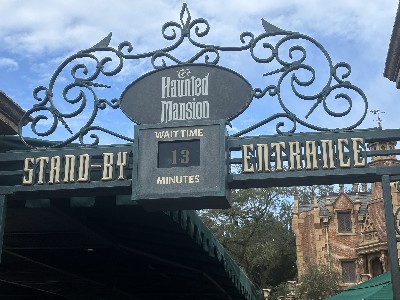 The
Haunted
Mansion
WAIT TIME
STAND-BY 13 ENTRANCE
MINUTES